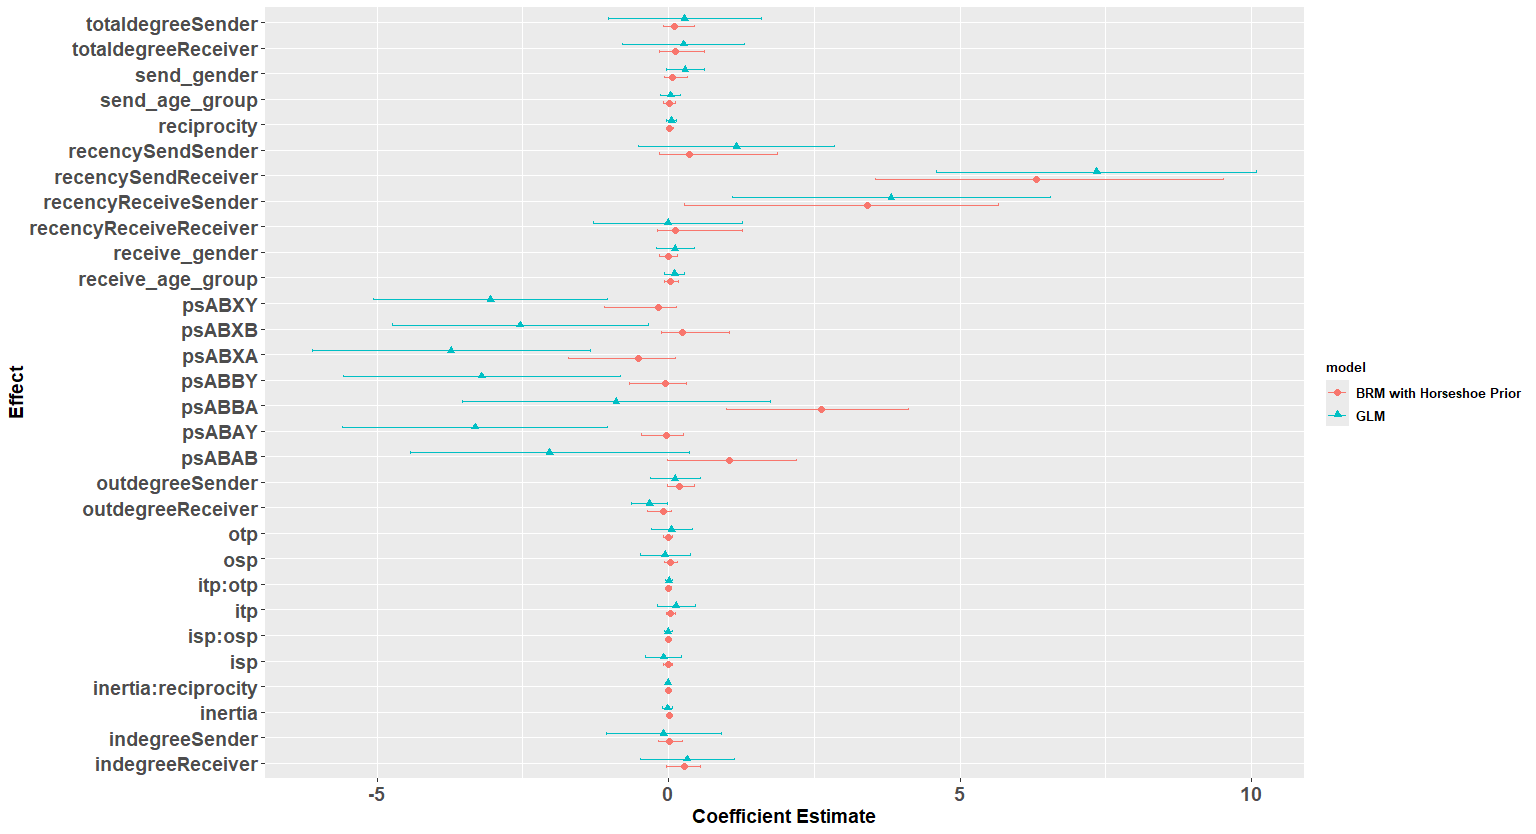 totaldegreeSender
totaldegreeReceiver
send_gender
send_age_group
reciprocity
recencySendSender
recencySendReceiver
recencyReceiveSender
recencyReceiveReceiver
receive_gender
receive_age_group
psABXY
psABXB
psABXA
psABBY
psABBA
psABAY
psABAB
outdegreeSender
outdegreeReceiver
otp
osp
itp:otp
itp
isp:osp
isp
inertia:reciprocity
inertia
indegreeSender
indegreeReceiver
Effect
-5 0 5 10
Coefficient Estimate
model
BRM with Horseshoe Prior
GLM